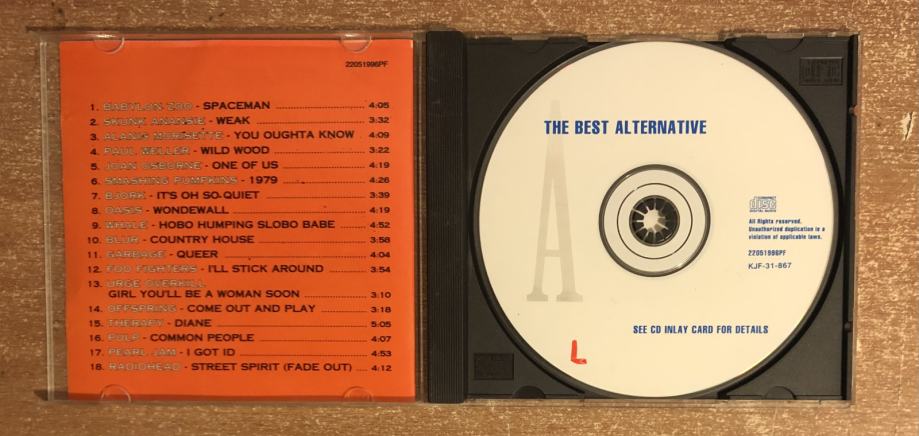 22051996PF
1. BABYLON ZOO - SPACEMAN 4:05
2. SKUNK ANANSIE - WEAK 3:32
3. ALANIS MORISETTE - YOU OUGHTA KNOW 4:09
4. PAUL WELLER - WILD WOOD 3:22
5. JOAN OSBURNE - ONE OF US 4:19
6. SMASHING PUMPKINS - 1979 4:26
7. BJORK - IT'S OH SO QUIET 3:39
8. OASIS - WONDEWALL 4:19
9. WHALE - HOBO HUMPING SLOBO BABE 4:52
10. BLUR - COUNTRY HOUSE 3:58
11. GARBAGE - QUEER 4:04
12. FOO FIGHTERS - I'LL STICK AROUND 3:54
13. URGE OVERKILL
GIRL YOU'LL BE A WOMAN SOON 3:10
14. OFFSPRING - COME OUT AND PLAY 3:18
15. THERAPY - DIANE 5:05
16. PULP - COMMON PEOPLE 4:07
17. PEARL JAM - I GOT ID 4:53
18. RADIOHEAD - STREET SPIRIT (FADE OUT) 4:12
THE BEST ALTERNATIVE
A
disc
DIGITAL AUDIO
All Rights reserved.
Unauthorized duplication is a
violation of applicable laws.
22051996PF
KJF-31-867
SEE CD INLAY CARD FOR DETAILS
L